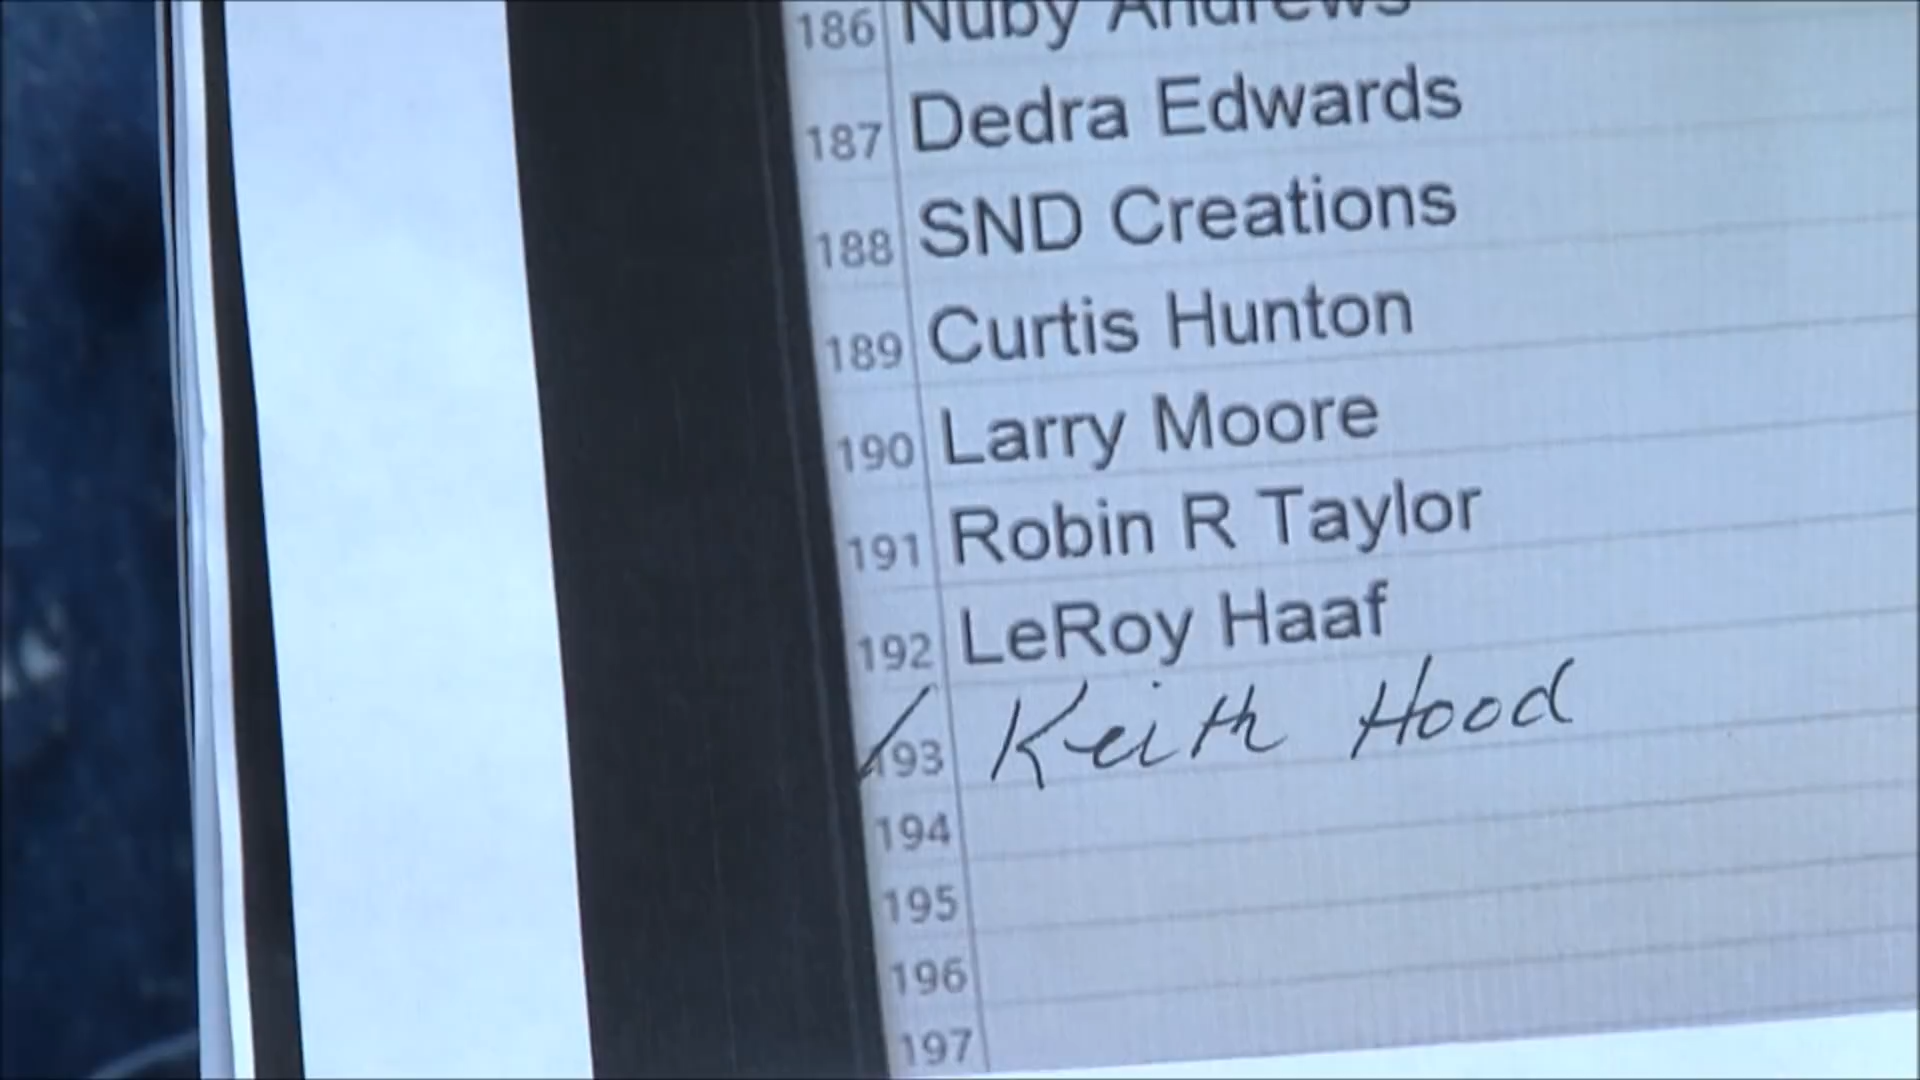 186 Nuby Andrews
187 Dedra Edwards
188 SND Creations
189 Curtis Hunton
190 Larry Moore
191 Robin R Taylor
192 LeRoy Haaf
193 Keith Hood
194
195
196
197